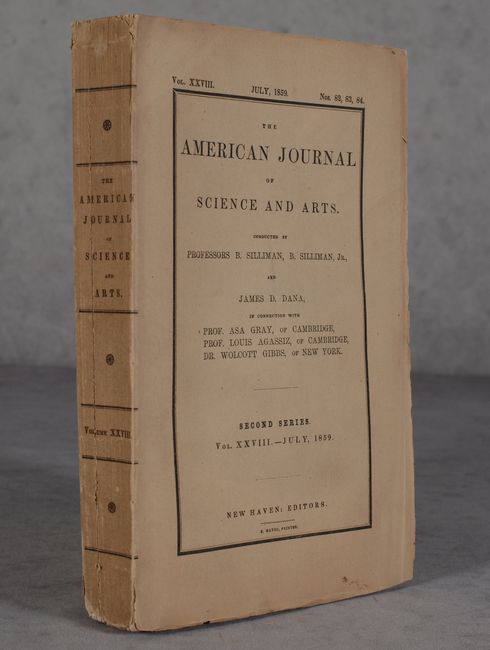 THE
AMERICAN
JOURNAL
OF
SCIENCE
AND
ARTS.
VOLUME XXVIII.
VOL. XXVIII. JULY, 1859. NOS. 82, 83, 84.
THE
AMERICAN JOURNAL
OF
SCIENCE AND ARTS.
CONDUCTED BY
PROFESSORS B. SILLIMAN, B. SILLIMAN, JR.,
AND
JAMES D. DANA,
IN CONNECTION WITH
PROF. ASA GRAY, OF CAMBRIDGE,
PROF. LOUIS AGASSIZ, OF CAMBRIDGE,
DR. WOLCOTT GIBBS, OF NEW YORK.
SECOND SERIES.
VOL. XXVIII.—JULY, 1859.
NEW HAVEN: EDITORS.
E. HAYES, PRINTER.